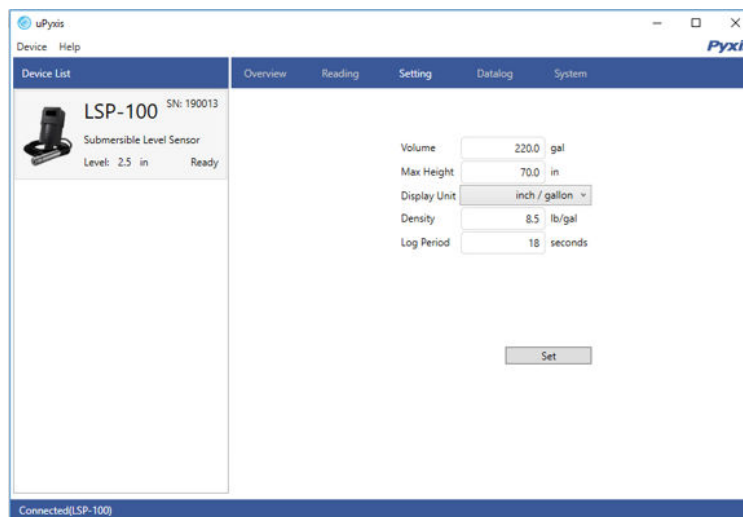 uPyxis
Device Help
Pyxi
Device List
Overview Reading Setting Datalog System
LSP-100 SN: 190013
Submersible Level Sensor
Level: 2.5 in Ready
Volume 220.0 gal
Max Height 70.0 in
Display Unit inch / gallon
Density 8.5 lb/gal
Log Period 18 seconds
Set
Connected(LSP-100)